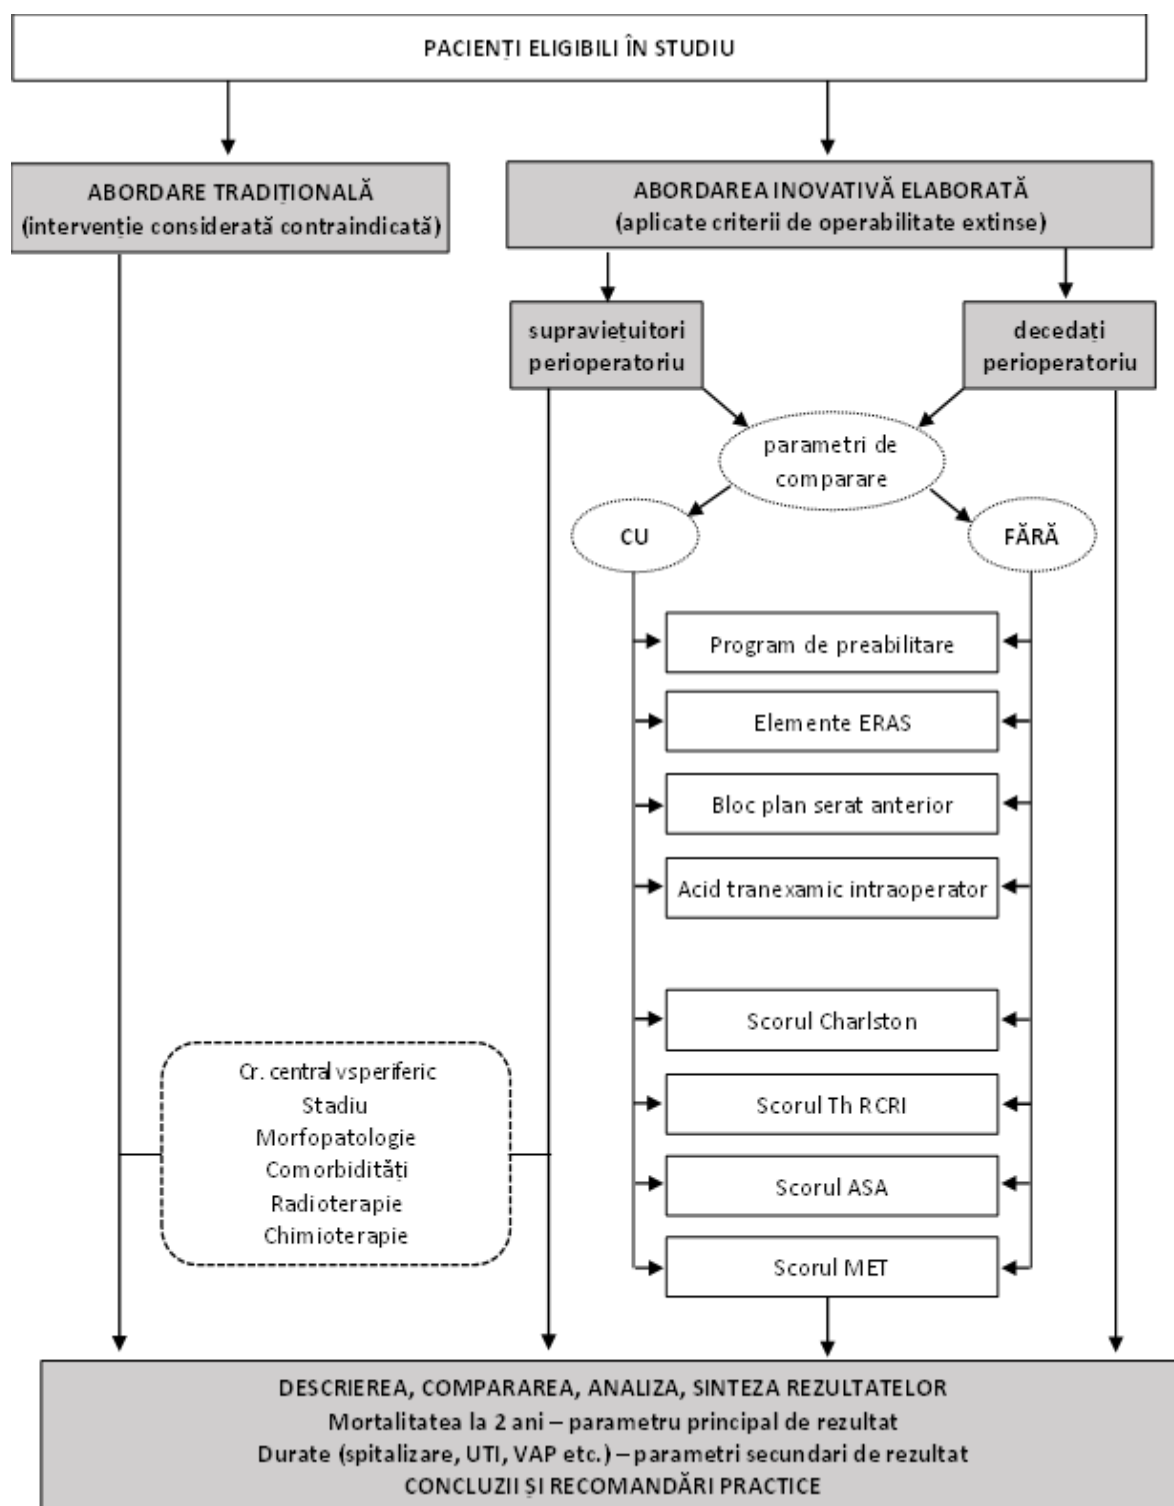 PACIENȚI ELIGIBILI ÎN STUDIU
ABORDARE TRADIȚIONALĂ
(intervenție considerată contraindicată)
ABORDAREA INOVATIVĂ ELABORATĂ
(aplicate criterii de operabilitate extinse)
supraviețuitori
perioperatoriu
decedați
perioperatoriu
parametri de
comparare
CU
FĂRĂ
Program de preabilitare
Elemente ERAS
Bloc plan serat anterior
Acid tranexamic intraoperator
Scorul Charlston
Scorul Th RCRI
Scorul ASA
Scorul MET
Cr. central vs periferic
Stadiu
Morfopatologie
Comorbidități
Radioterapie
Chimioterapie
DESCRIEREA, COMPARAREA, ANALIZA, SINTEZA REZULTATELOR
Mortalitatea la 2 ani – parametru principal de rezultat
Durate (spitalizare, UTI, VAP etc.) – parametri secundari de rezultat
CONCLUZII ȘI RECOMANDĂRI PRACTICE